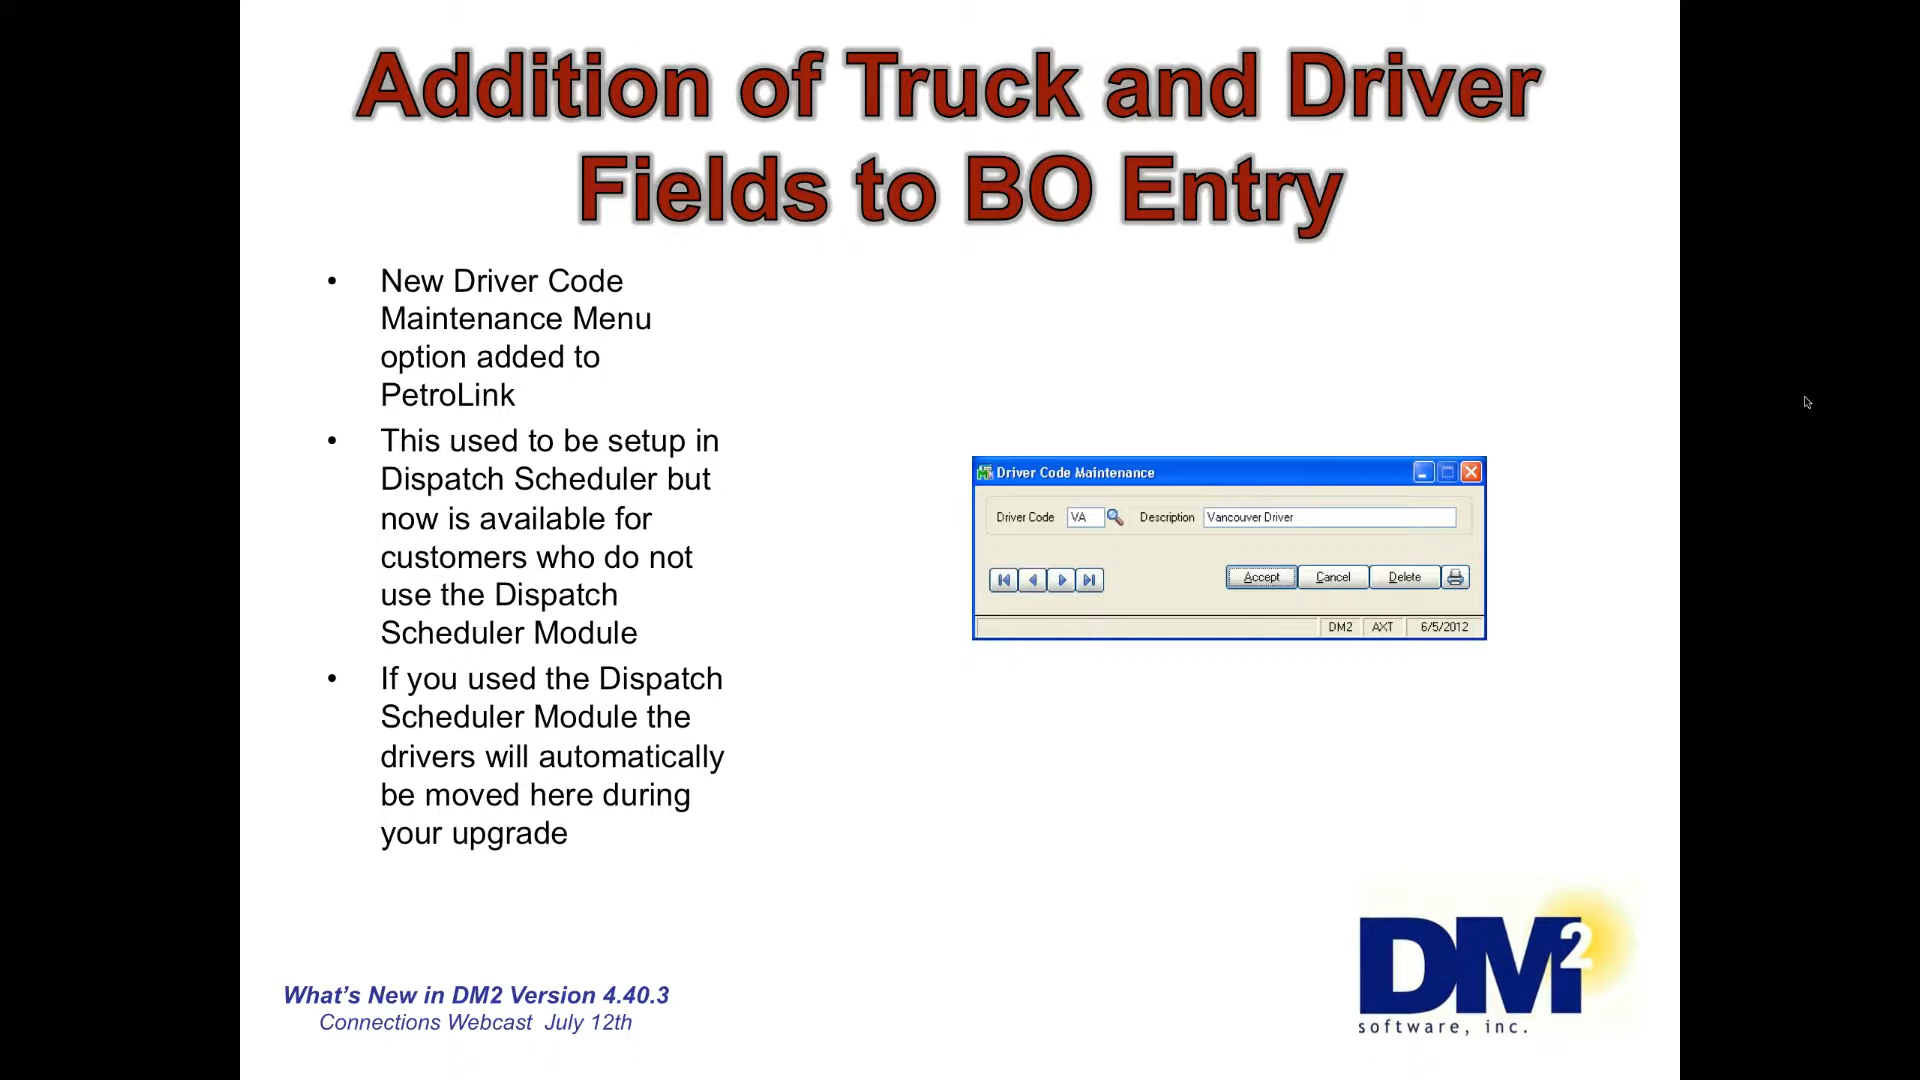 Addition of Truck and Driver
Fields to BO Entry
• New Driver Code
Maintenance Menu
option added to
PetroLink
• This used to be setup in
Dispatch Scheduler but
now is available for
customers who do not
use the Dispatch
Scheduler Module
• If you used the Dispatch
Scheduler Module the
drivers will automatically
be moved here during
your upgrade
Driver Code Maintenance
Driver Code VA Description Vancouver Driver
Accept Cancel Delete
DM2 AXT 6/5/2012
What's New in DM2 Version 4.40.3
Connections Webcast July 12th
DM2
software, inc.